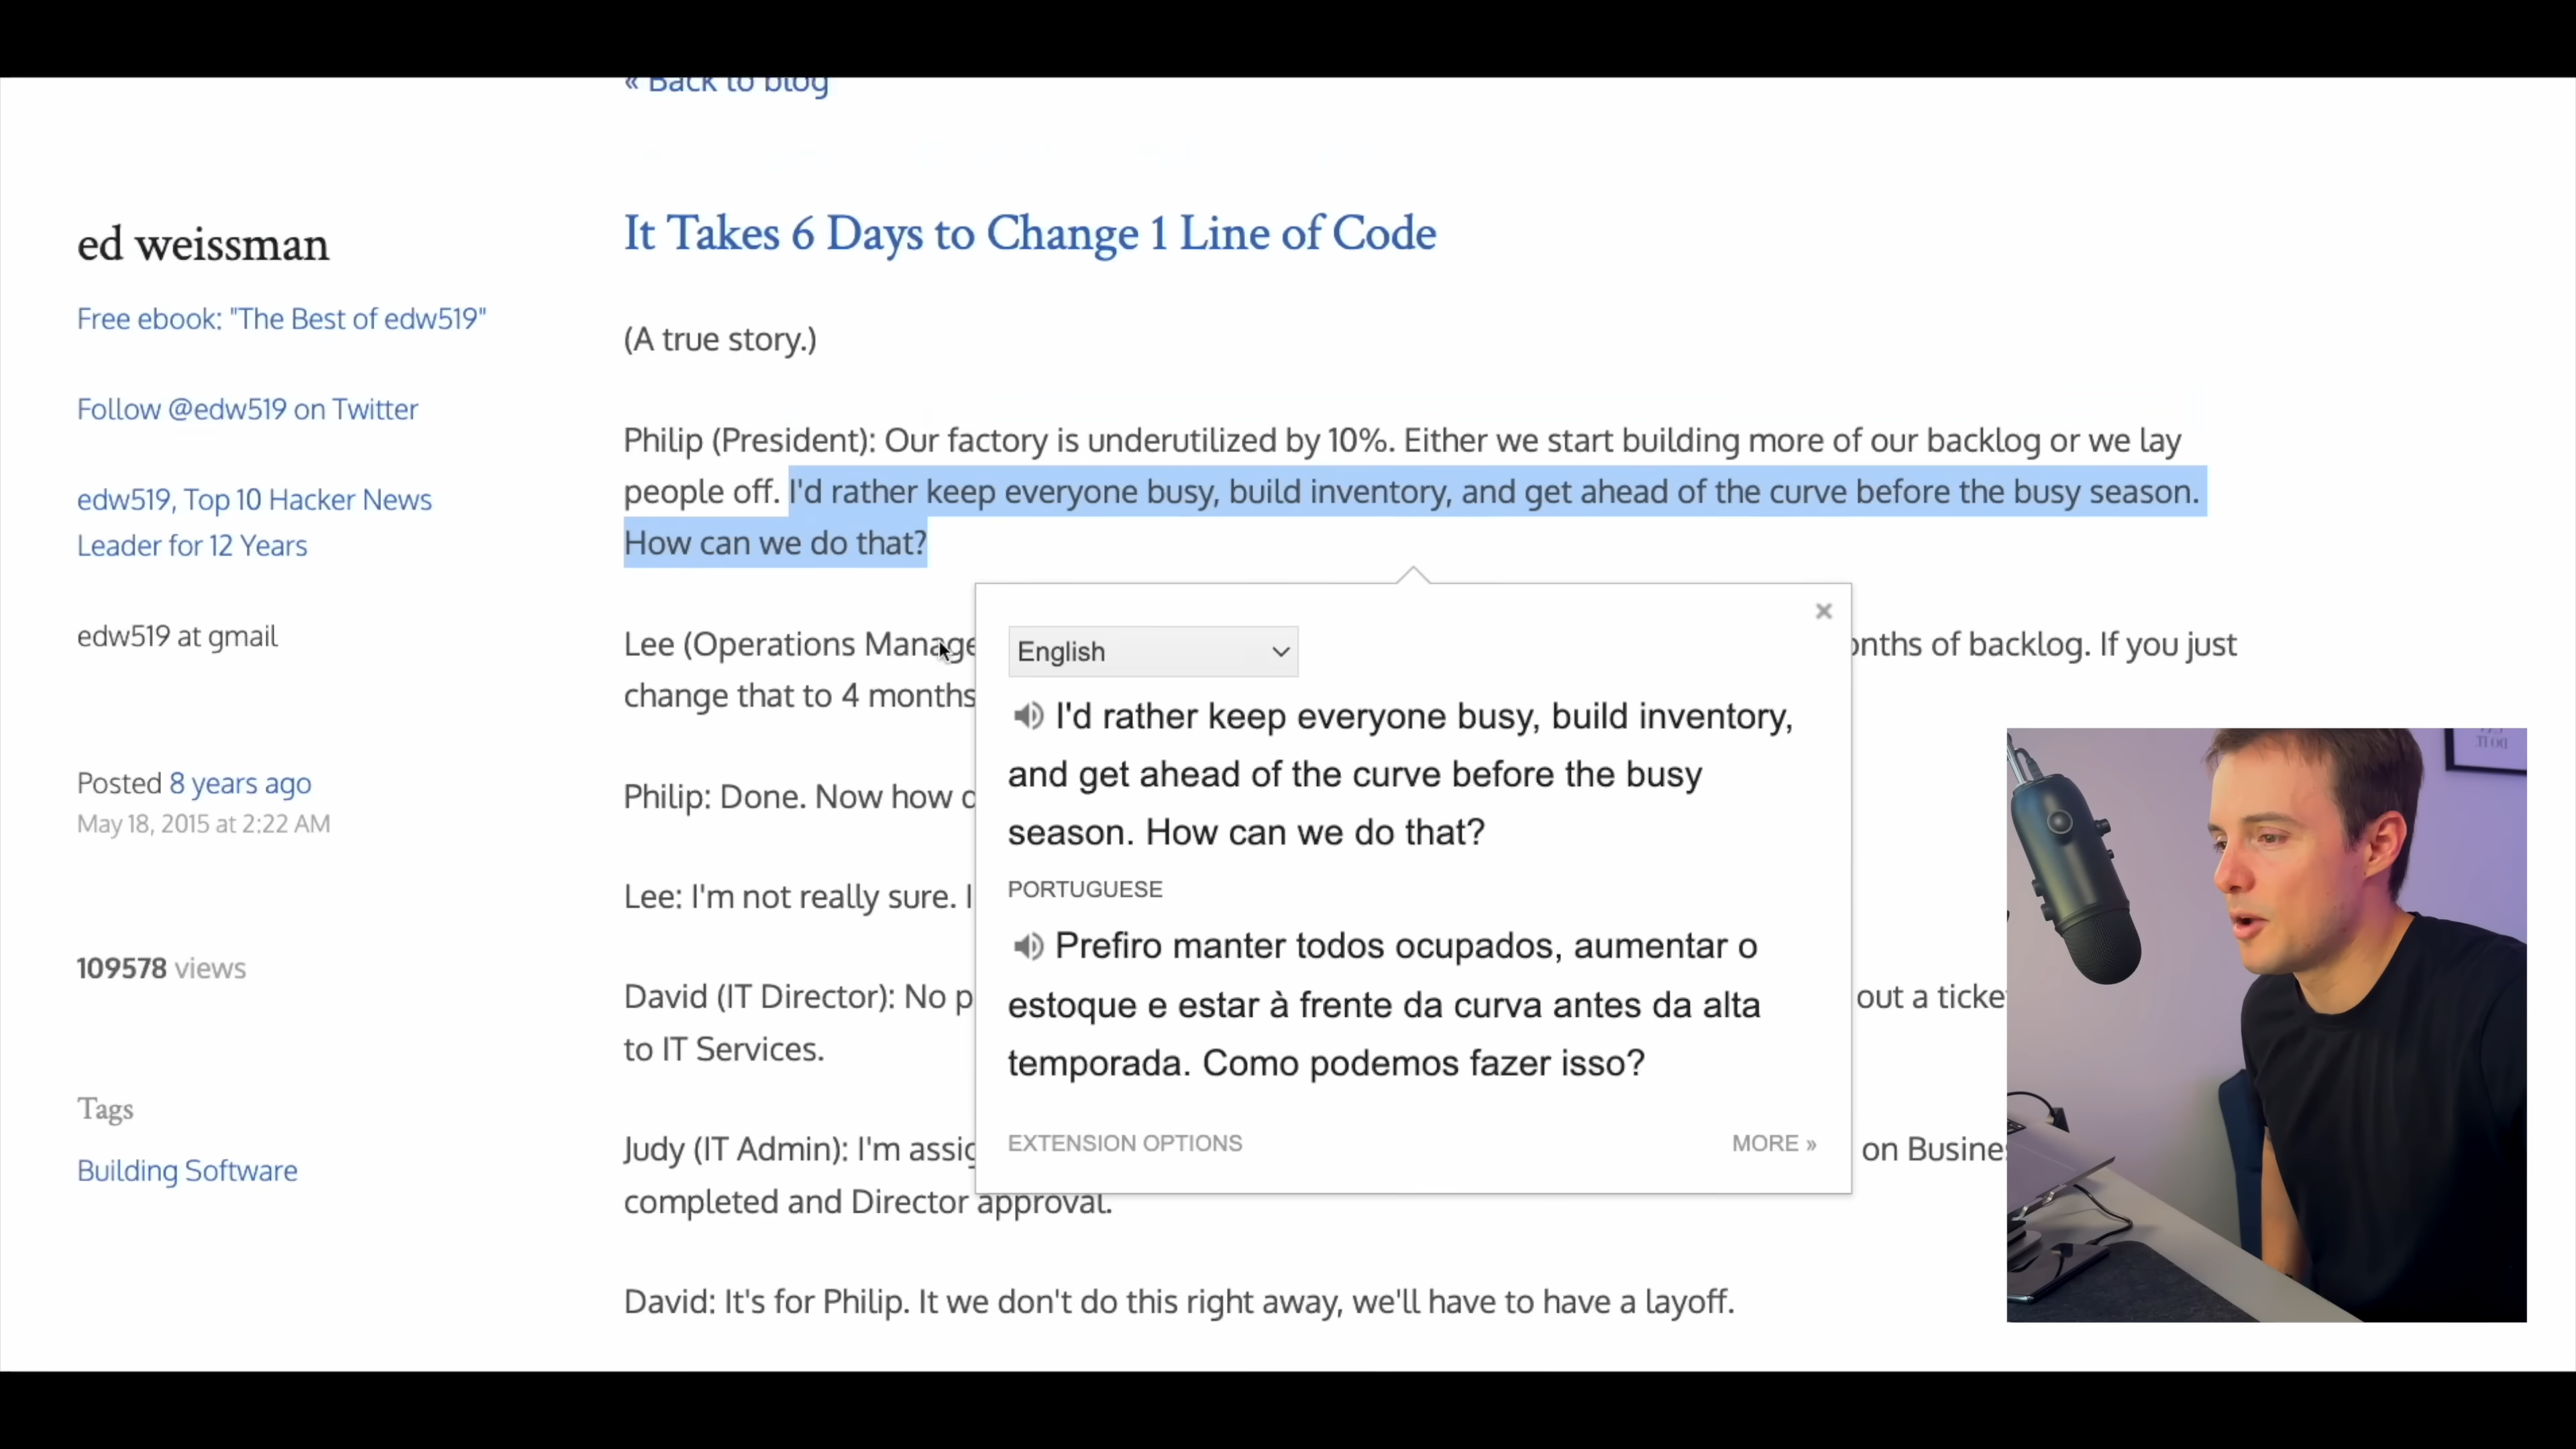 « Back to blog
ed weissman
Free ebook: "The Best of edw519"
Follow @edw519 on Twitter
edw519, Top 10 Hacker News
Leader for 12 Years
edw519 at gmail
Posted 8 years ago
May 18, 2015 at 2:22 AM
109578 views
Tags
Building Software
It Takes 6 Days to Change 1 Line of Code
(A true story.)
Philip (President): Our factory is underutilized by 10%. Either we start building more of our backlog or we lay
people off. I'd rather keep everyone busy, build inventory, and get ahead of the curve before the busy season.
How can we do that?
Lee (Operations Manage
onths of backlog. If you just
change that to 4 months
Philip: Done. Now how
Lee: I'm not really sure. I
David (IT Director): No p
out a ticke
to IT Services.
Judy (IT Admin): I'm assig
on Busine
completed and Director approval.
David: It's for Philip. It we don't do this right away, we'll have to have a layoff.
English
I'd rather keep everyone busy, build inventory,
and get ahead of the curve before the busy
season. How can we do that?
PORTUGUESE
Prefiro manter todos ocupados, aumentar o
estoque e estar à frente da curva antes da alta
temporada. Como podemos fazer isso?
EXTENSION OPTIONS
MORE »